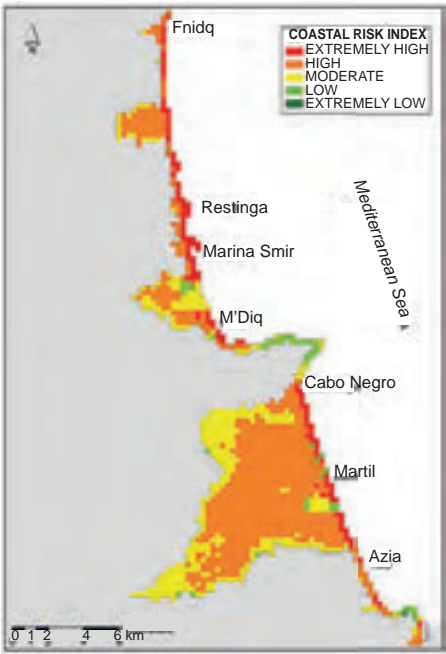 Fnidq
COASTAL RISK INDEX
EXTREMELY HIGH
HIGH
MODERATE
LOW
EXTREMELY LOW
Restinga
Marina Smir
Mediterranean Sea
M'Diq
Cabo Negro
Martil
Azia
0 1 2 4 6 km